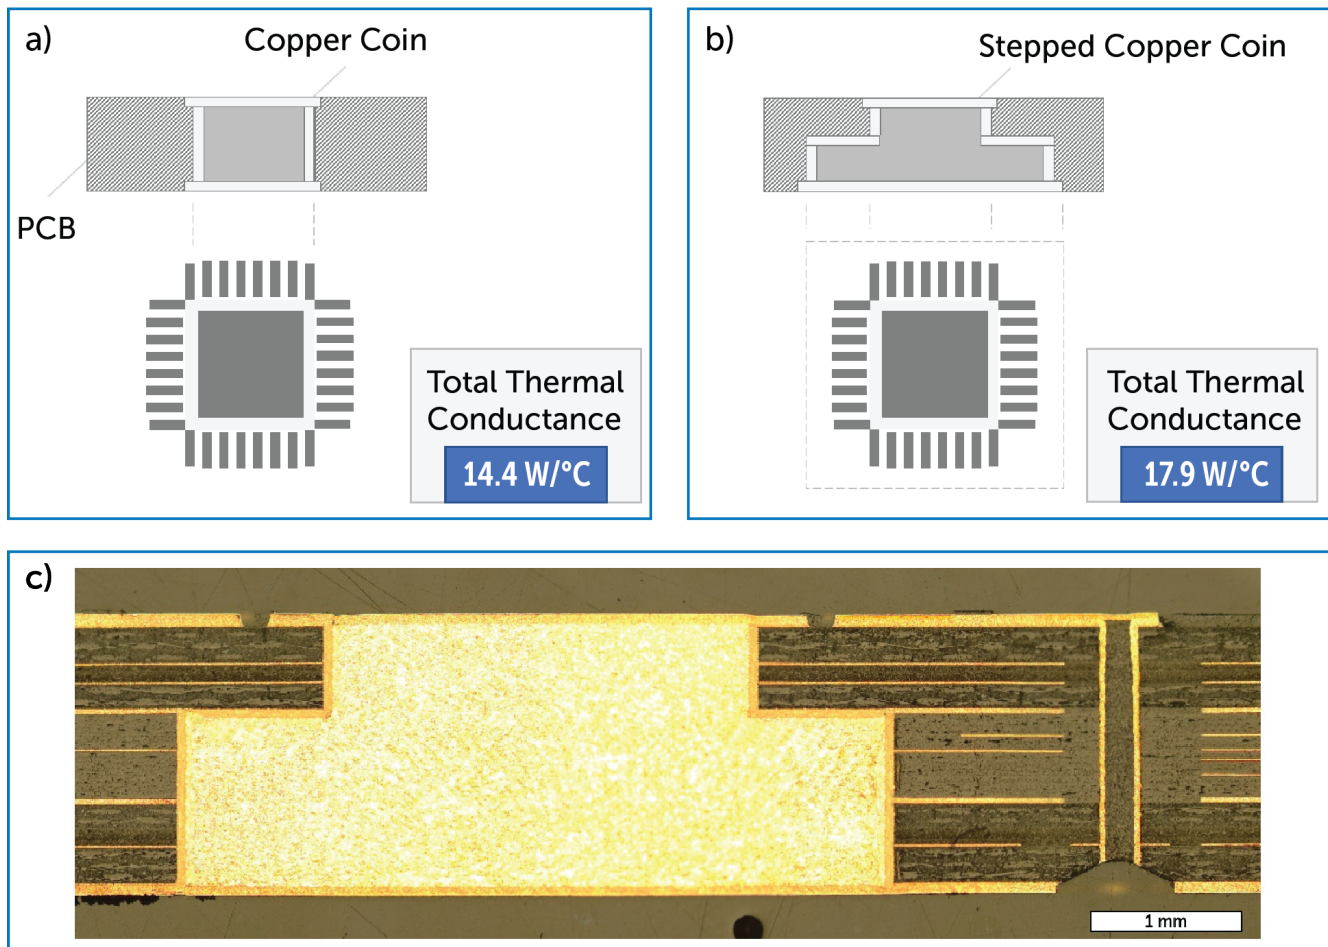 a)
Copper Coin
PCB
Total Thermal
Conductance
14.4 W/°C
b)
Stepped Copper Coin
Total Thermal
Conductance
17.9 W/°C
c)
1 mm